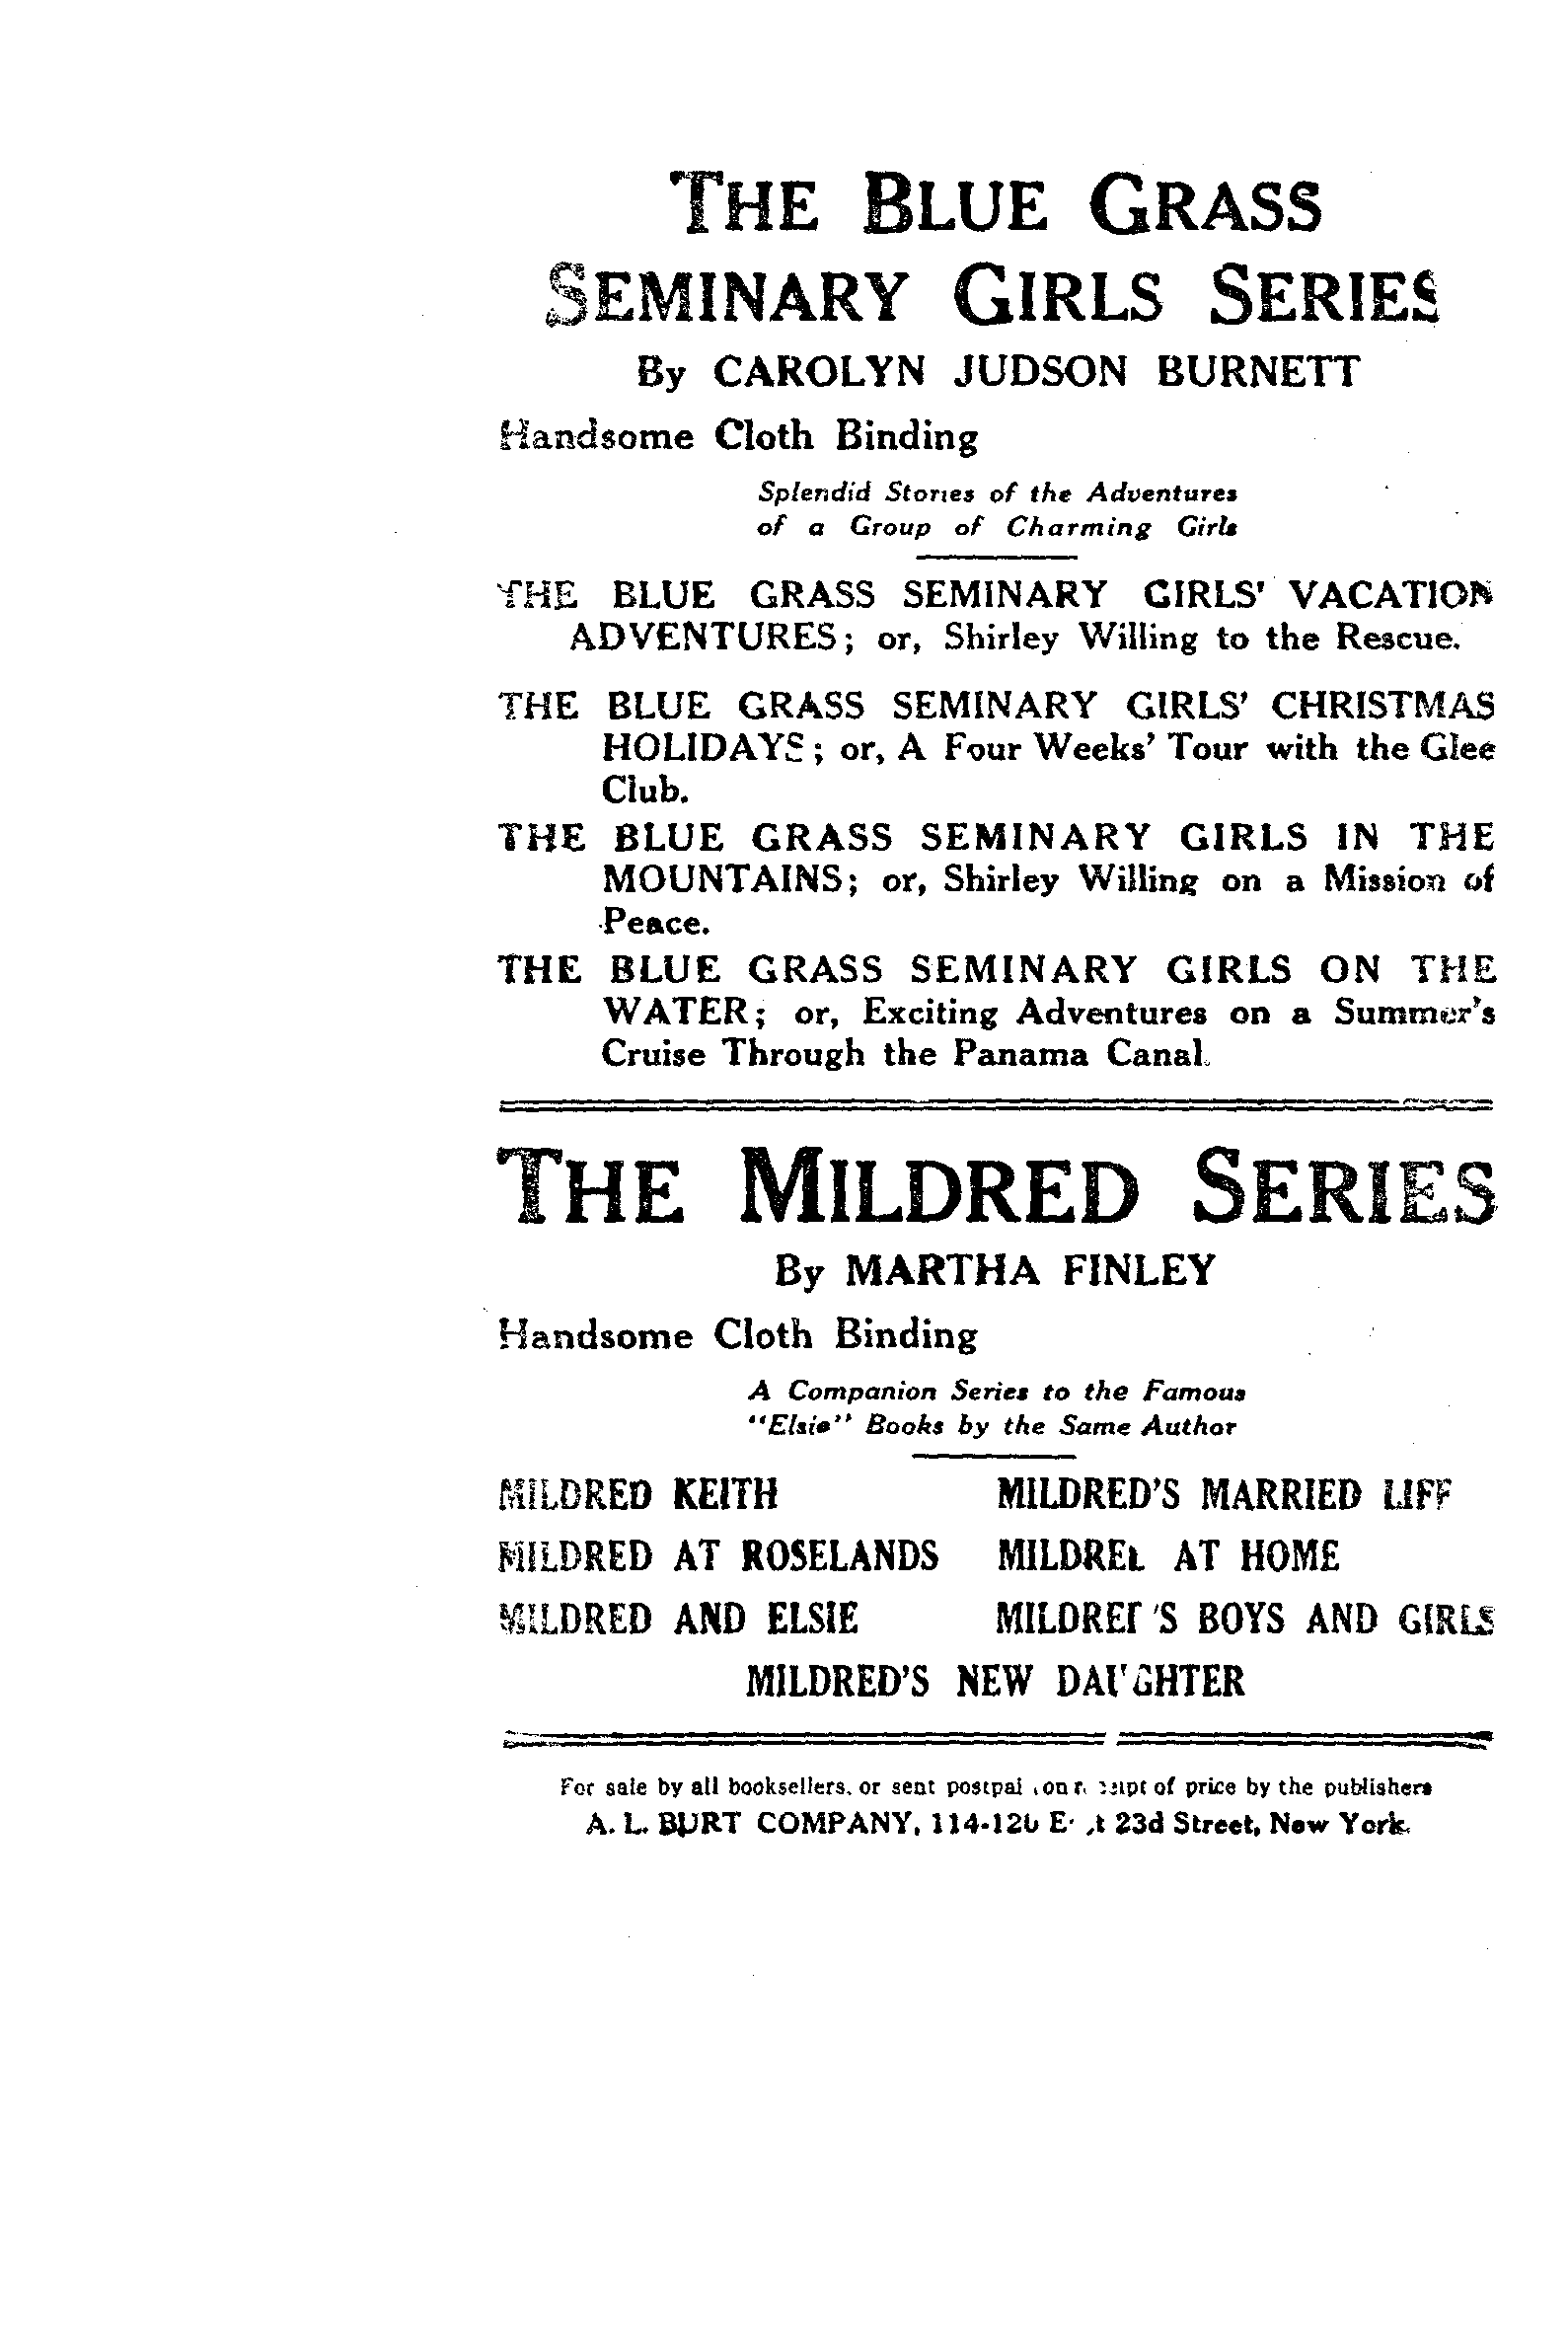 THE BLUE GRASS
SEMINARY GIRLS SERIES
By CAROLYN JUDSON BURNETT
Handsome Cloth Binding
Splendid Stories of the Adventures
of a Group of Charming Girls
THE BLUE GRASS SEMINARY GIRLS' VACATION
ADVENTURES; or, Shirley Willing to the Rescue.
THE BLUE GRASS SEMINARY GIRLS' CHRISTMAS
HOLIDAYS; or, A Four Weeks' Tour with the Glee
Club.
THE BLUE GRASS SEMINARY GIRLS IN THE
MOUNTAINS; or, Shirley Willing on a Mission of
Peace.
THE BLUE GRASS SEMINARY GIRLS ON THE
WATER; or, Exciting Adventures on a Summer's
Cruise Through the Panama Canal.
THE MILDRED SERIES
By MARTHA FINLEY
Handsome Cloth Binding
A Companion Series to the Famous
"Elsie" Books by the Same Author
MILDRED KEITH
MILDRED AT ROSELANDS
MILDRED AND ELSIE
MILDRED'S MARRIED LIFE
MILDRED AT HOME
MILDRED'S BOYS AND GIRLS
MILDRED'S NEW DAUGHTER
For sale by all booksellers, or sent postpaid on receipt of price by the publishers
A. L. BURT COMPANY, 114-120 East 23d Street, New York.